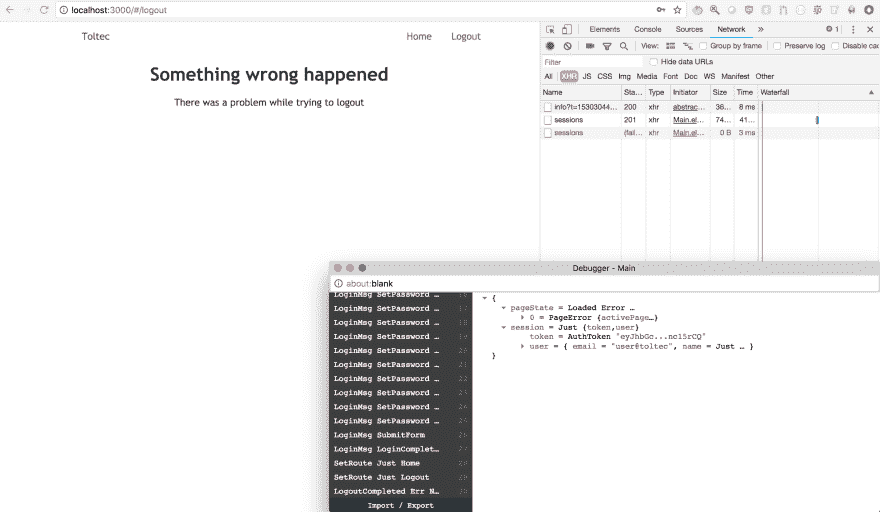 localhost:3000/#/logout
Toltec
Home
Logout
Something wrong happened
There was a problem while trying to logout
Elements
Console
Sources
Network
»
1
View:
Group by frame
Preserve log
Disable cac
Filter
Hide data URLs
All
XHR
JS
CSS
Img
Media
Font
Doc
WS
Manifest
Other
Name
Sta...
Type
Initiator
Size
Time
Waterfall
info?t=15303044...
200
xhr
abstrac...
36...
8 ms
sessions
201
xhr
Main.el...
74...
41...
sessions
(fail...
xhr
Main.el...
0 B
3 ms
Debugger - Main
about:blank
LoginMsg SetPassword …
LoginMsg SetPassword …
LoginMsg SetPassword …
LoginMsg SetPassword …
LoginMsg SetPassword …
LoginMsg SetPassword …
LoginMsg SetPassword …
LoginMsg SetPassword …
LoginMsg SetPassword …
LoginMsg SetPassword …
LoginMsg SubmitForm
LoginMsg LoginComplet…
SetRoute Just Home
SetRoute Just Logout
LogoutCompleted Err N…
Import / Export
{
pageState = Loaded Error …
0 = PageError {activePage…}
session = Just {token,user}
token = AuthToken "eyJhbGc...nc15rCQ"
user = { email = "user@toltec", name = Just … }
}